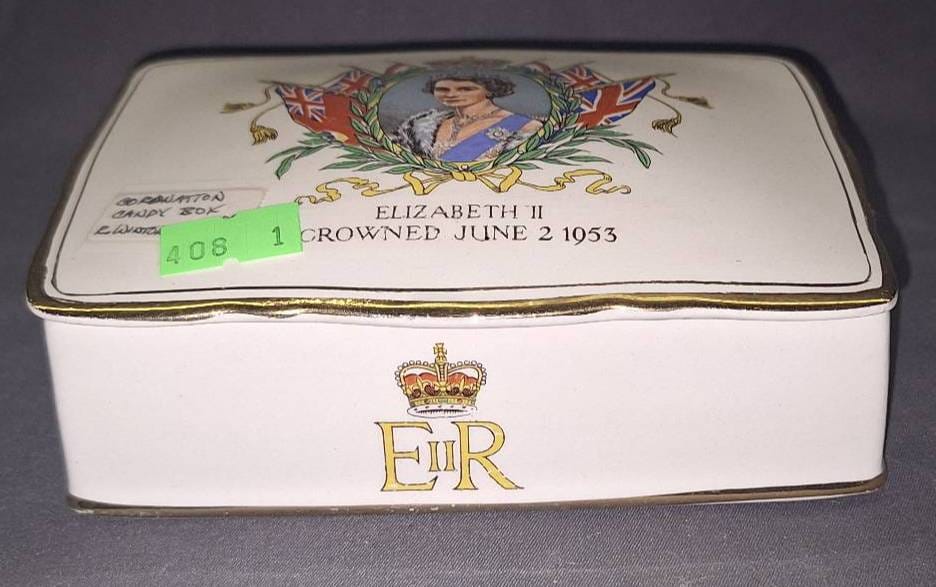 CORONATION
CANDY BOX
408 1
ELIZABETH II
CROWNED JUNE 2 1953
EIIR